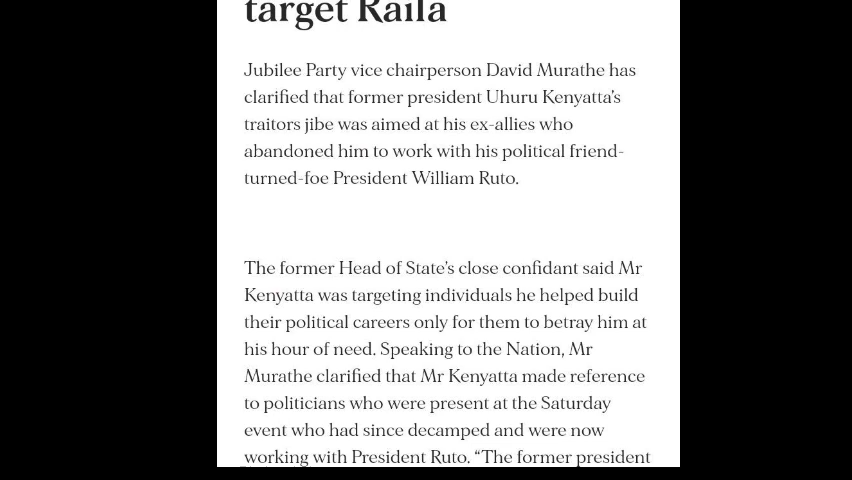 target Raila
Jubilee Party vice chairperson David Murathe has
clarified that former president Uhuru Kenyatta's
traitors jibe was aimed at his ex-allies who
abandoned him to work with his political friend-
turned-foe President William Ruto.
The former Head of State's close confidant said Mr
Kenyatta was targeting individuals he helped build
their political careers only for them to betray him at
his hour of need. Speaking to the Nation, Mr
Murathe clarified that Mr Kenyatta made reference
to politicians who were present at the Saturday
event who had since decamped and were now
working with President Ruto. “The former president